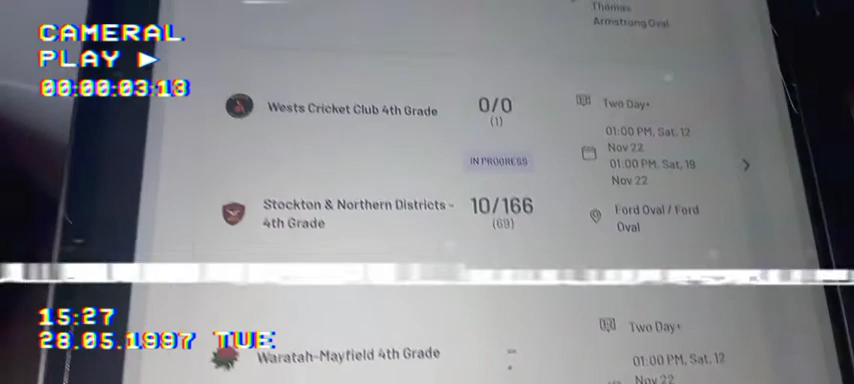 Thomas
Armstrong Oval
CAMERAL
PLAY ▶
00:00:03:13
Wests Cricket Club 4th Grade
0/0
(1)
Two Day+
01:00 PM, Sat, 12
Nov 22
01:00 PM, Sat, 19
Nov 22
IN PROGRESS
Stockton & Northern Districts -
4th Grade
10/166
(69)
Ford Oval / Ford
Oval
15:27
28.05.1997 TUE
Waratah-Mayfield 4th Grade
-
Two Day+
01:00 PM, Sat, 12
Nov 22